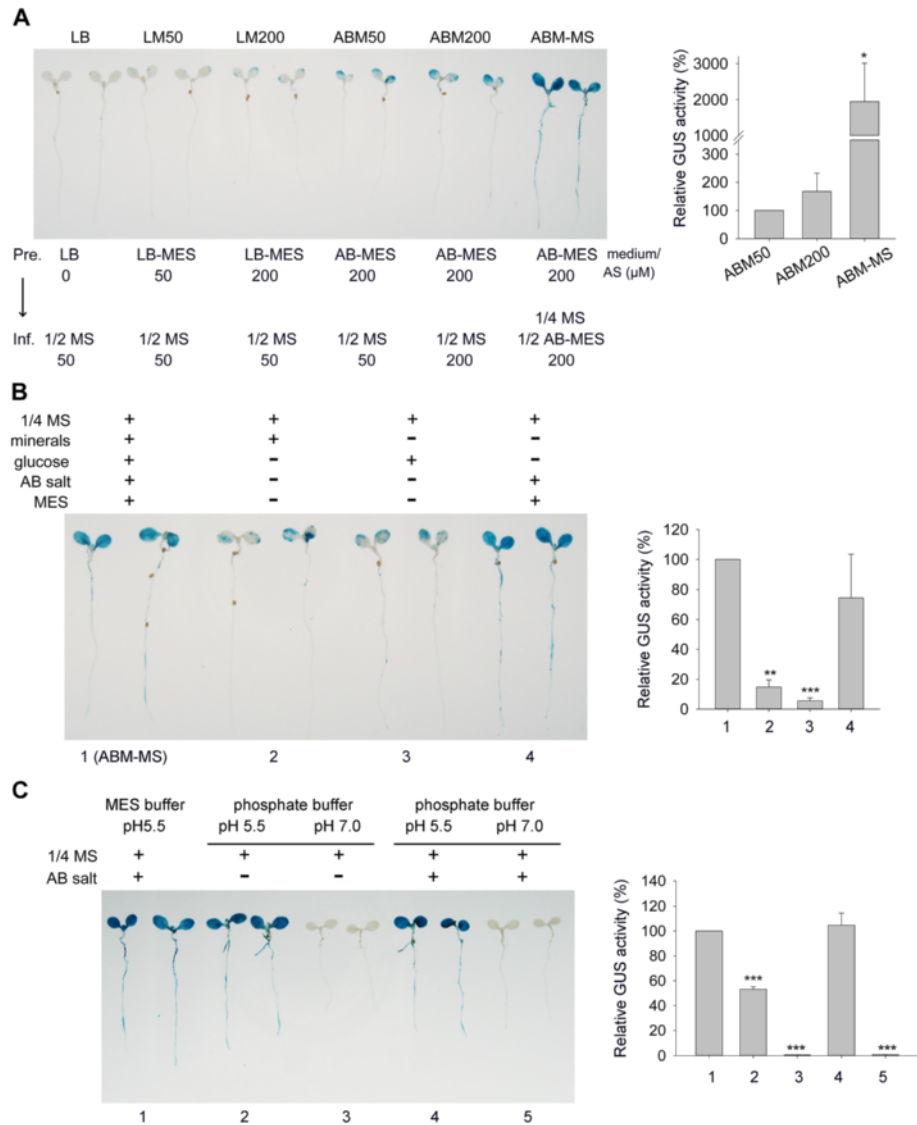 A
LB LM50 LM200 ABM50 ABM200 ABM-MS
Pre. LB LB-MES LB-MES AB-MES AB-MES AB-MES medium/
0 50 200 200 200 200 AS (µM)
1/4 MS
Inf. 1/2 MS 1/2 MS 1/2 MS 1/2 MS 1/2 MS 1/2 AB-MES
50 50 50 50 200 200
Relative GUS activity (%)
3000
2000
1000
300
200
100
0
*
ABM50 ABM200 ABM-MS
B
1/4 MS + + + +
minerals + + - -
glucose + - + -
AB salt + - - +
MES + - - +
1 (ABM-MS) 2 3 4
Relative GUS activity (%)
120
100
80
60
40
20
0
** ***
1 2 3 4
C
MES buffer phosphate buffer phosphate buffer
pH5.5 pH 5.5 pH 7.0 pH 5.5 pH 7.0
1/4 MS + + + + +
AB salt + - - + +
1 2 3 4 5
Relative GUS activity (%)
140
120
100
80
60
40
20
0
*** *** ***
1 2 3 4 5